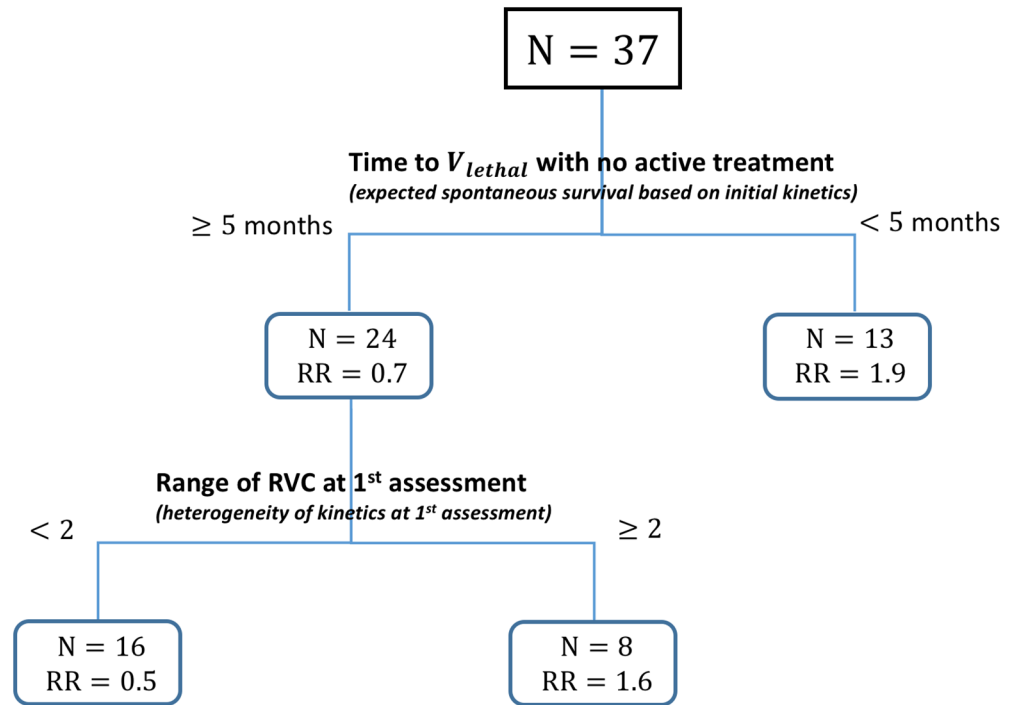 N = 37
Time to V_lethal with no active treatment
(expected spontaneous survival based on initial kinetics)
≥ 5 months
< 5 months
N = 24
RR = 0.7
N = 13
RR = 1.9
Range of RVC at 1st assessment
(heterogeneity of kinetics at 1st assessment)
< 2
≥ 2
N = 16
RR = 0.5
N = 8
RR = 1.6